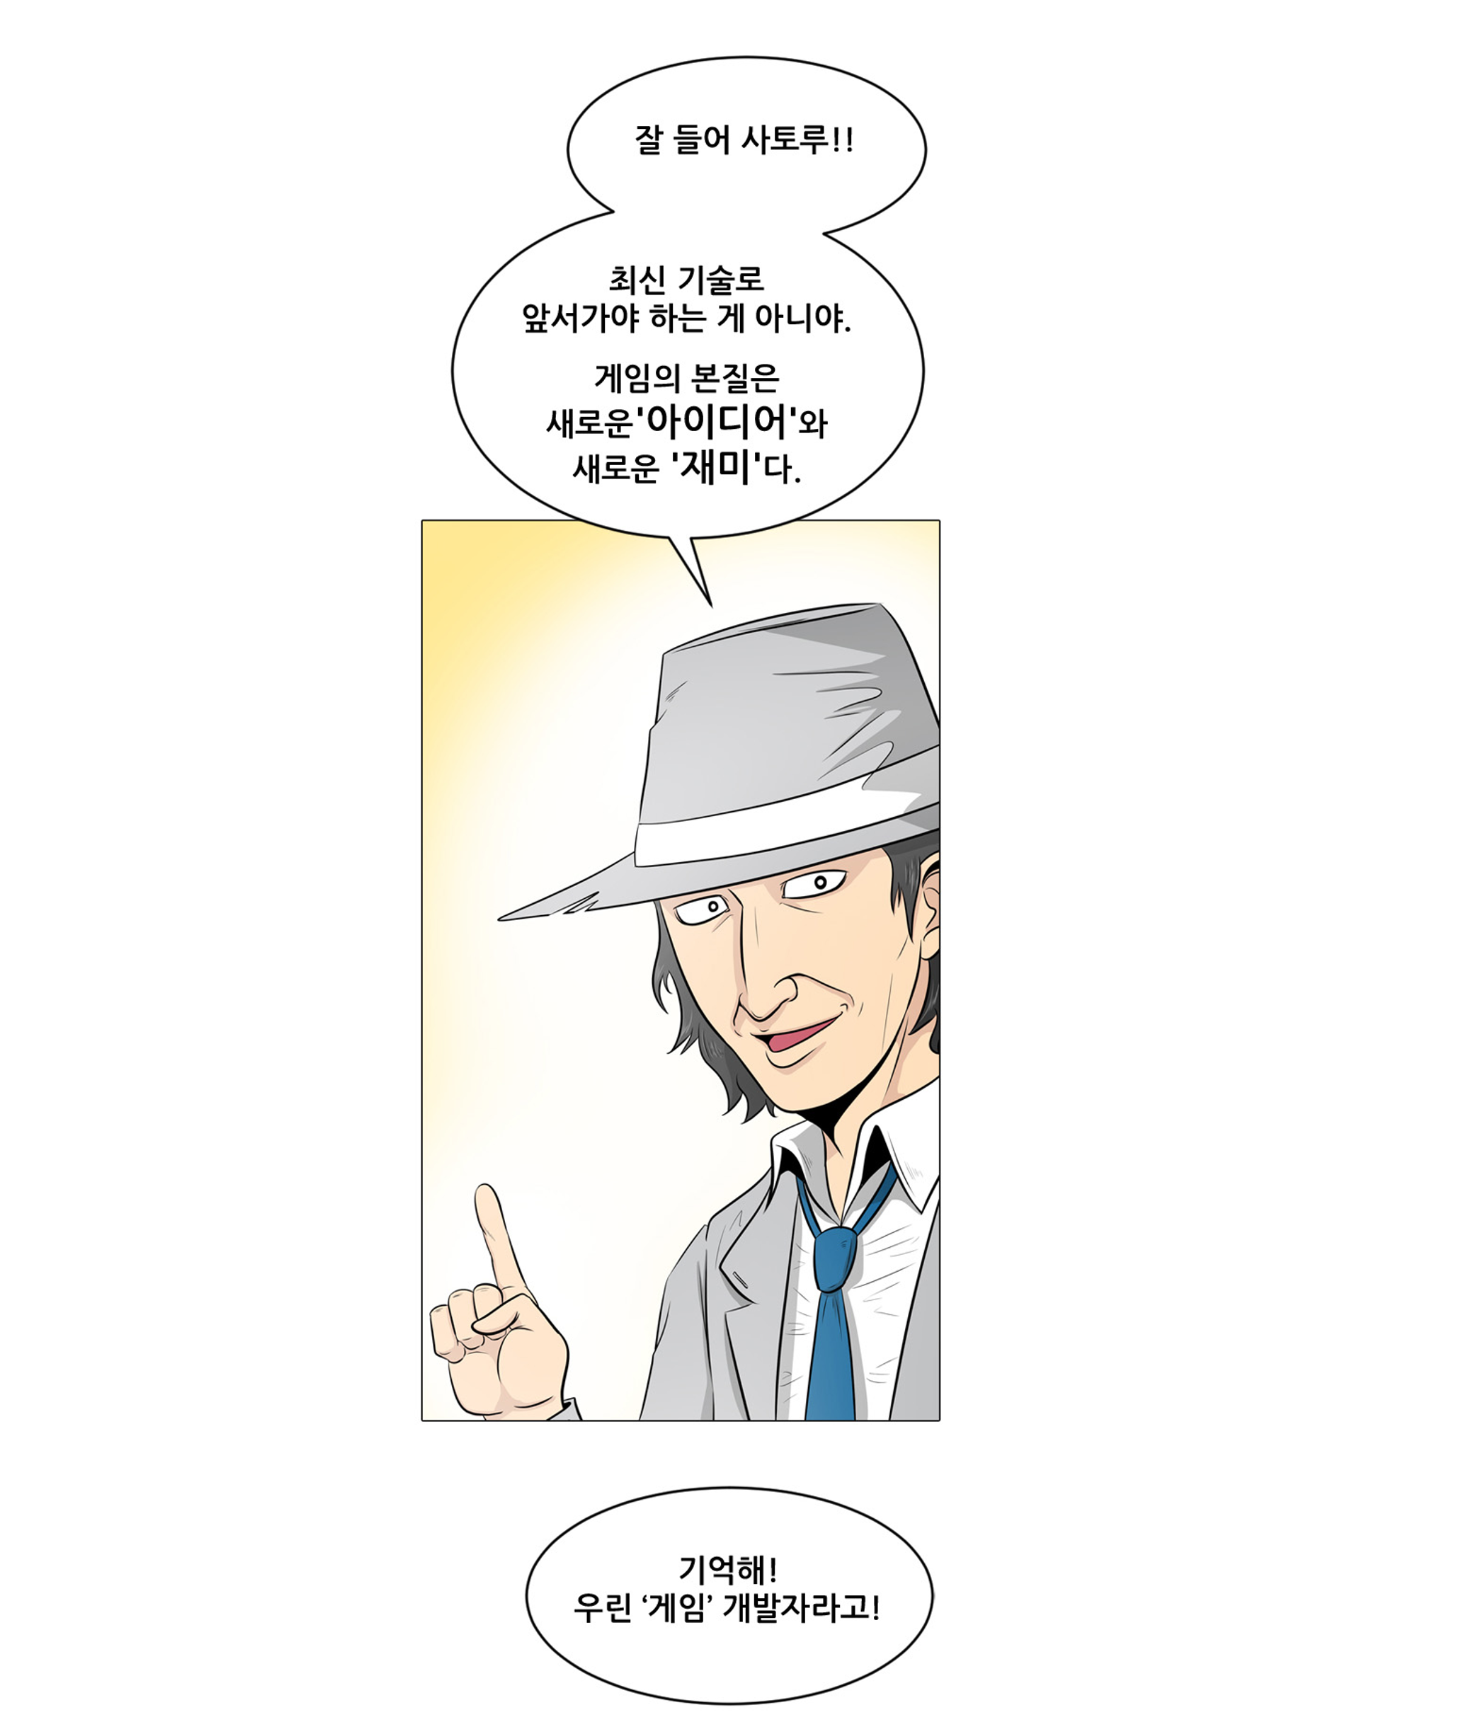 잘 들어 사토루!!
최신 기술로
앞서가야 하는 게 아니야.
게임의 본질은
새로운'아이디어'와
새로운 '재미'다.
기억해!
우린 ‘게임’ 개발자라고!